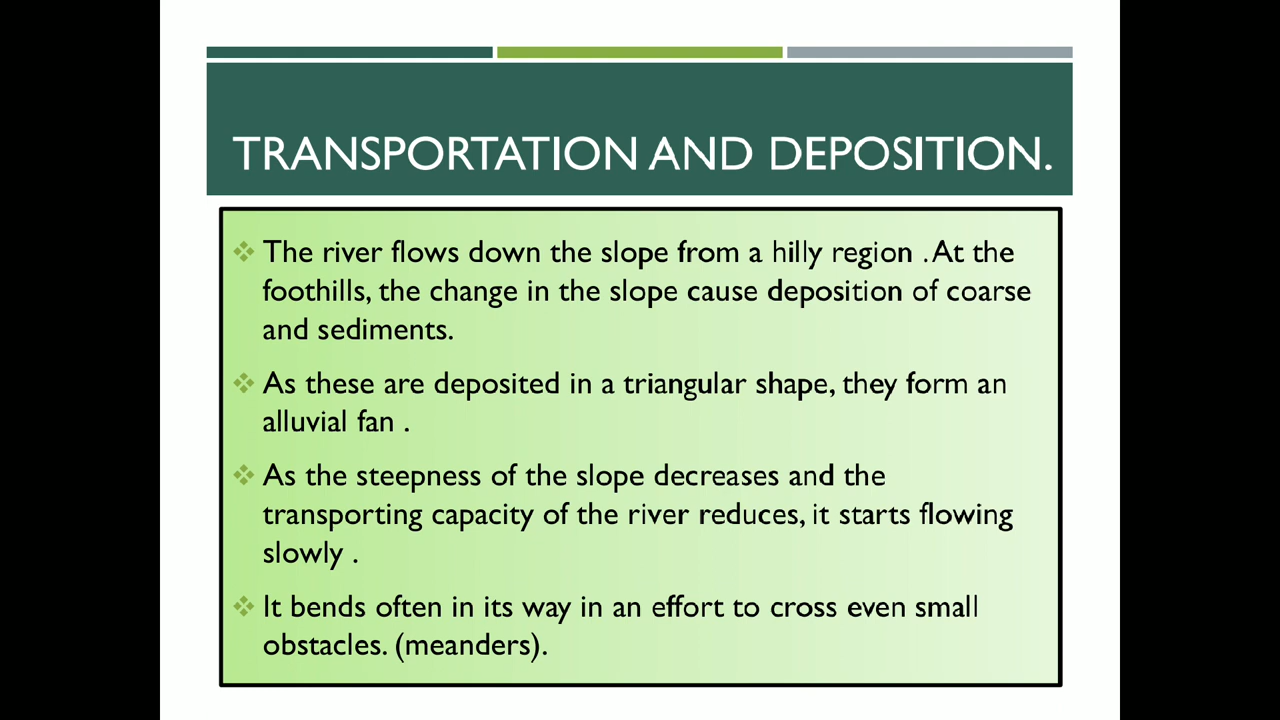 TRANSPORTATION AND DEPOSITION.
The river flows down the slope from a hilly region . At the
foothills, the change in the slope cause deposition of coarse
and sediments.
As these are deposited in a triangular shape, they form an
alluvial fan .
As the steepness of the slope decreases and the
transporting capacity of the river reduces, it starts flowing
slowly .
It bends often in its way in an effort to cross even small
obstacles. (meanders).